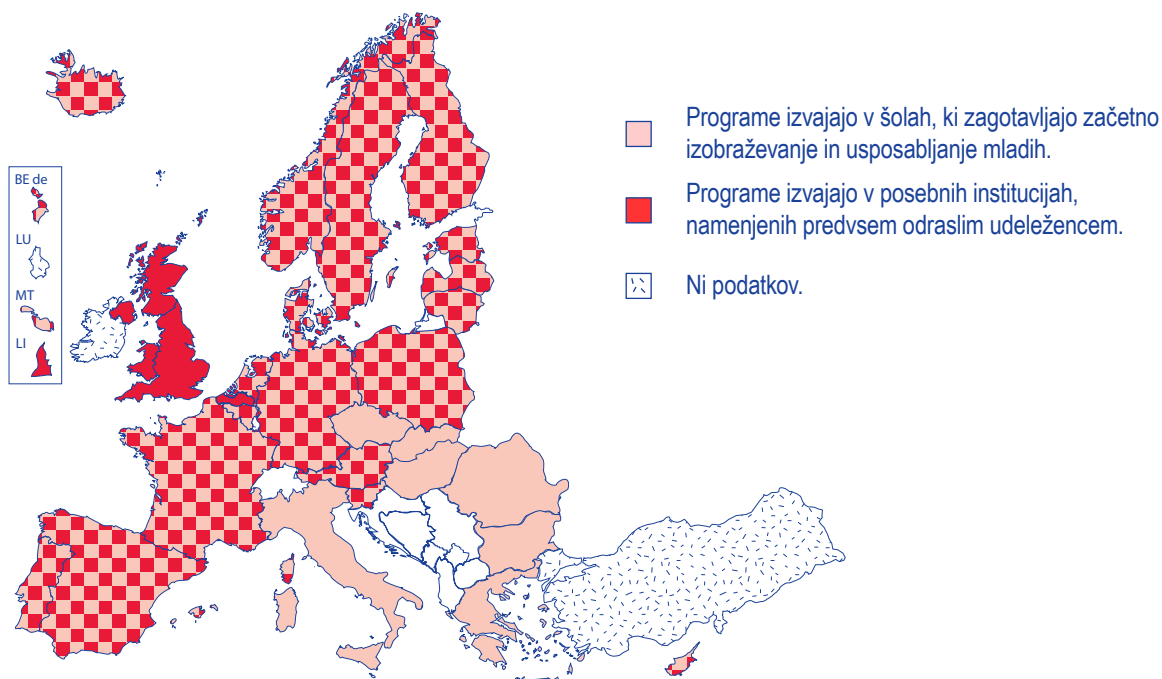 Programe izvajajo v šolah, ki zagotavljajo začetno
izobraževanje in usposabljanje mladih.
Programe izvajajo v posebnih institucijah,
namenjenih predvsem odraslim udeležencem.
Ni podatkov.
BE de
LU
MT
LI